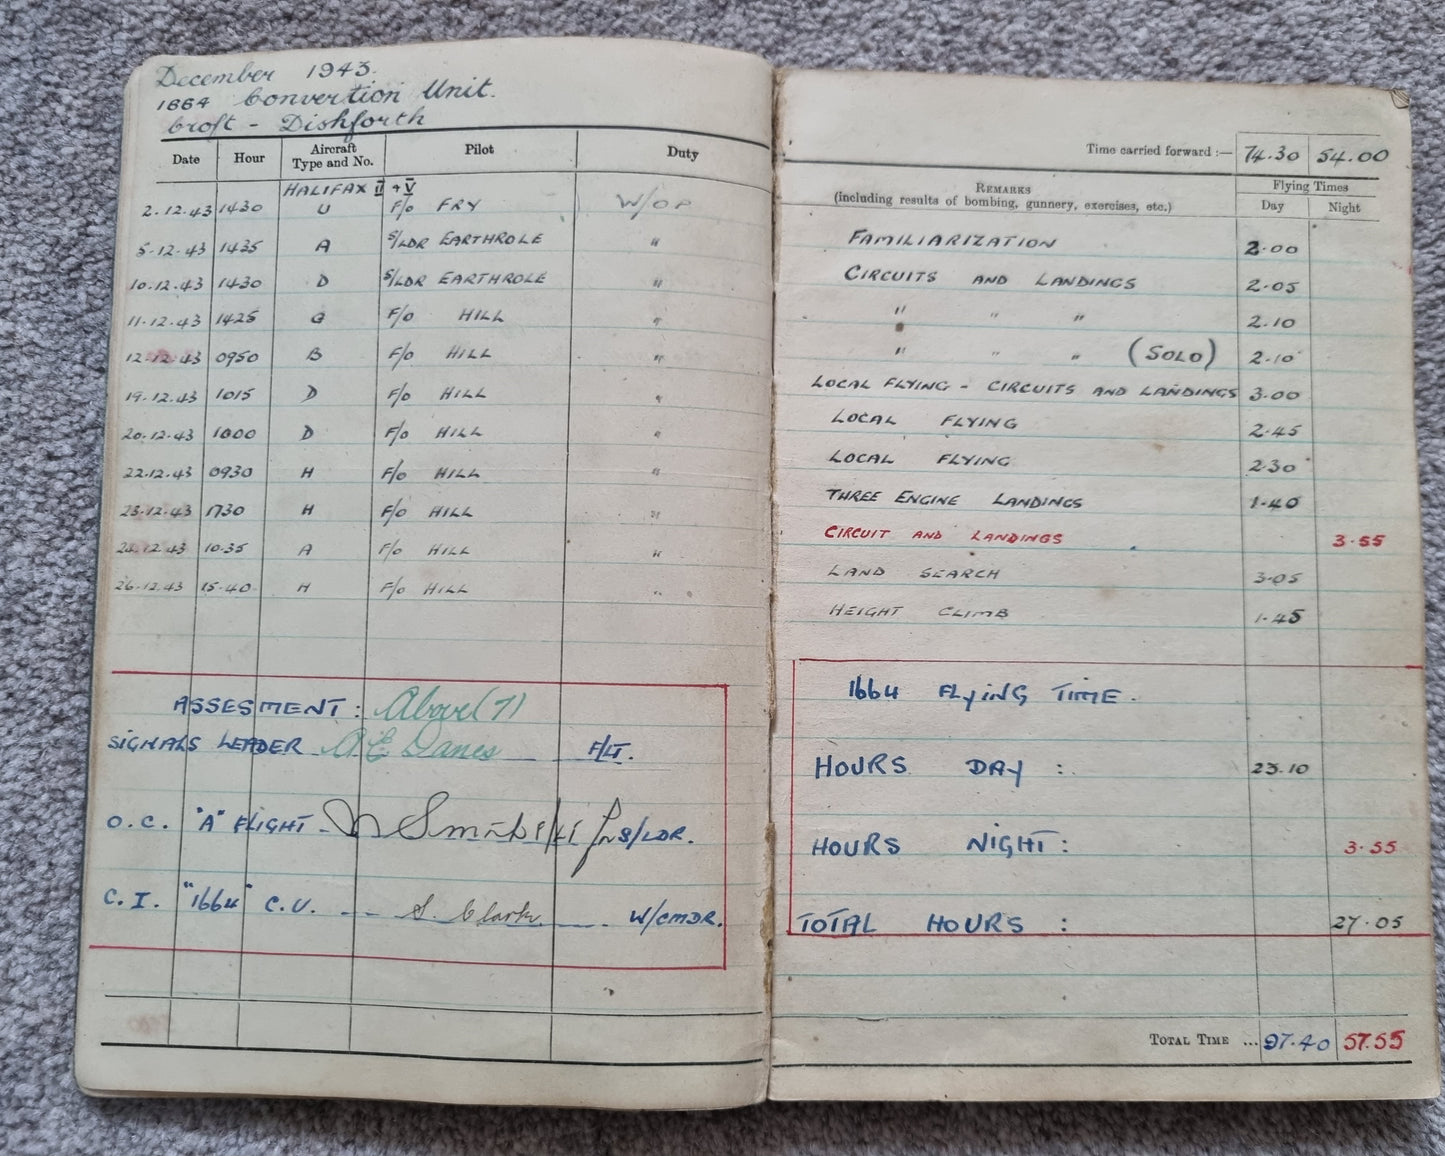 December 1943.
1664 Convertion Unit.
Croft - Dishforth
Date Hour Aircraft Type and No. Pilot Duty
HALIFAX II + V
2.12.43 1430 U F/o FRY W/OP
5.12.43 1435 A S/LDR EARTHROLE "
10.12.43 1430 D S/LDR EARTHROLE "
11.12.43 1425 G F/o HILL "
12.12.43 0950 B F/o HILL "
19.12.43 1015 D F/o HILL "
20.12.43 1000 D F/o HILL "
22.12.43 0930 H F/o HILL "
23.12.43 1730 H F/o HILL "
10.35 A F/o HILL "
26.12.43 15.40 H F/o HILL "
ASSESMENT: Above (7)
SIGNALS LEADER F/LT.
O.C. "A" FLIGHT - F/LT S/LDR.
C.I. "1664" C.U. -- S. Clark W/CMDR.
Time carried forward :— 74.30 54.00
REMARKS
(including results of bombing, gunnery, exercises, etc.)
Flying Times
Day Night
FAMILIARIZATION 2.00
CIRCUITS AND LANDINGS 2.05
" " " 2.10
" " " (SOLO) 2.10
LOCAL FLYING - CIRCUITS AND LANDINGS 3.00
LOCAL FLYING 2.45
LOCAL FLYING 2.30
THREE ENGINE LANDINGS 1.40
CIRCUIT AND LANDINGS 3.55
LAND SEARCH 3.05
HEIGHT CLIMB 1.45
1664 FLYING TIME.
HOURS DAY : 23.10
HOURS NIGHT : 3.55
TOTAL HOURS : 27.05
TOTAL TIME ... 97.40 57.55